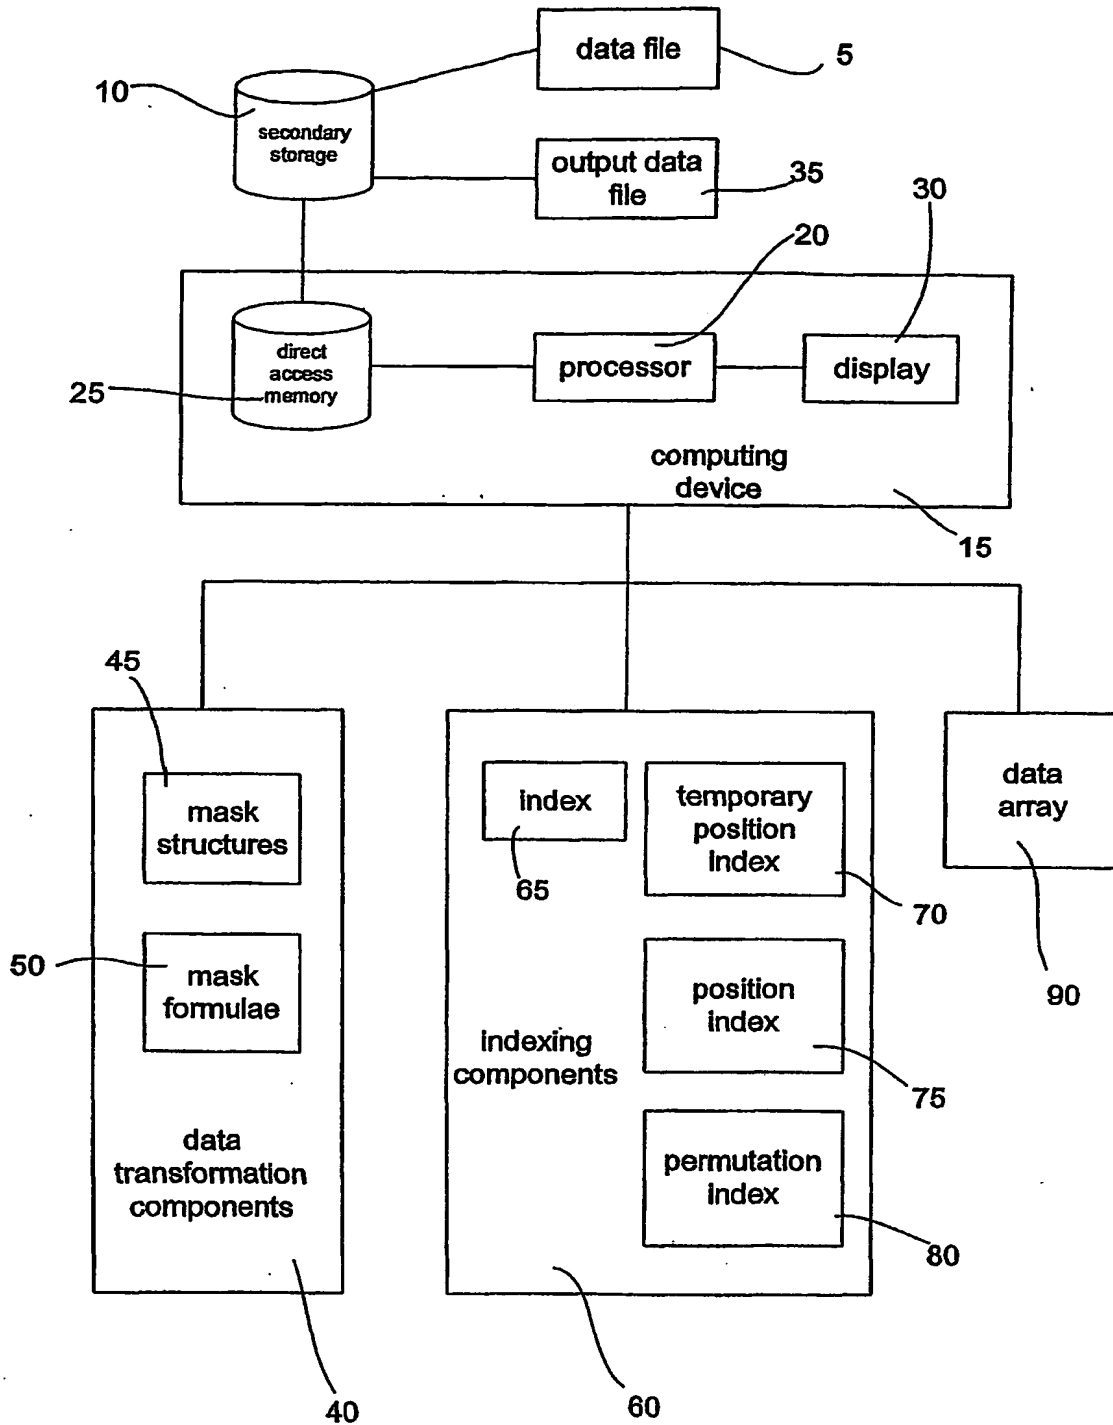 data file
5
10
secondary
storage
output data
file
35
30
20
direct
access
memory
25
processor
display
computing
device
15
45
mask
structures
index
65
temporary
position
index
70
data
array
90
50
mask
formulae
position
index
75
indexing
components
data
transformation
components
permutation
index
80
40
60